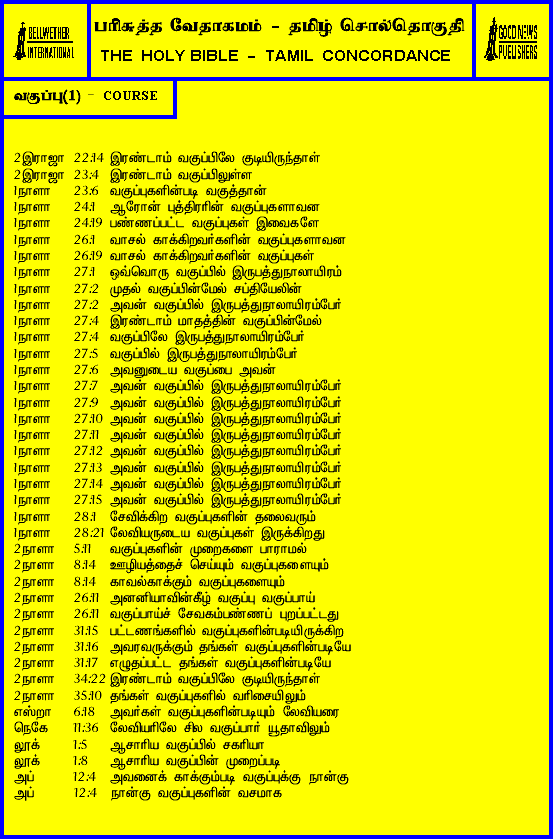 BELLWETHER
INTERNATIONAL
பரிசுத்த வேதாகமம் - தமிழ் சொல்தொகுதி
THE HOLY BIBLE - TAMIL CONCORDANCE
GOOD NEWS
PUBLISHERS
வகுப்பு(1) - COURSE
2இராஜா 22:14 இரண்டாம் வகுப்பிலே குடியிருந்தாள்
2இராஜா 23:4 இரண்டாம் வகுப்பிலுள்ள
1நாளா 23:6 வகுப்புகளின்படி வகுத்தான்
1நாளா 24:1 ஆரோன் புத்திரரின் வகுப்புகளாவன
1நாளா 24:19 பண்ணப்பட்ட வகுப்புகள் இவைகளே
1நாளா 26:1 வாசல் காக்கிறவர்களின் வகுப்புகளாவன
1நாளா 26:19 வாசல் காக்கிறவர்களின் வகுப்புகள்
1நாளா 27:1 ஒவ்வொரு வகுப்பில் இருபத்துநாலாயிரம்
1நாளா 27:2 முதல் வகுப்பின்மேல் சப்தியேலின்
1நாளா 27:2 அவன் வகுப்பில் இருபத்துநாலாயிரம்பேர்
1நாளா 27:4 இரண்டாம் மாதத்தின் வகுப்பின்மேல்
1நாளா 27:4 வகுப்பிலே இருபத்துநாலாயிரம்பேர்
1நாளா 27:5 வகுப்பில் இருபத்துநாலாயிரம்பேர்
1நாளா 27:6 அவனுடைய வகுப்பை அவன்
1நாளா 27:7 அவன் வகுப்பில் இருபத்துநாலாயிரம்பேர்
1நாளா 27:9 அவன் வகுப்பில் இருபத்துநாலாயிரம்பேர்
1நாளா 27:10 அவன் வகுப்பில் இருபத்துநாலாயிரம்பேர்
1நாளா 27:11 அவன் வகுப்பில் இருபத்துநாலாயிரம்பேர்
1நாளா 27:12 அவன் வகுப்பில் இருபத்துநாலாயிரம்பேர்
1நாளா 27:13 அவன் வகுப்பில் இருபத்துநாலாயிரம்பேர்
1நாளா 27:14 அவன் வகுப்பில் இருபத்துநாலாயிரம்பேர்
1நாளா 27:15 அவன் வகுப்பில் இருபத்துநாலாயிரம்பேர்
1நாளா 28:1 சேவிக்கிற வகுப்புகளின் தலைவரும்
1நாளா 28:21 லேவியருடைய வகுப்புகள் இருக்கிறது
2நாளா 5:11 வகுப்புகளின் முறைகளை பாராமல்
2நாளா 8:14 ஊழியத்தைச் செய்யும் வகுப்புகளையும்
2நாளா 8:14 காவல்காக்கும் வகுப்புகளையும்
2நாளா 26:11 அனனியாவின்கீழ் வகுப்பு வகுப்பாய்
2நாளா 26:11 வகுப்பாய்ச் சேவகம்பண்ணப் புறப்பட்டது
2நாளா 31:15 பட்டணங்களில் வகுப்புகளின்படியிருக்கிற
2நாளா 31:16 அவரவருக்கும் தங்கள் வகுப்புகளின்படியே
2நாளா 31:17 எழுதப்பட்ட தங்கள் வகுப்புகளின்படியே
2நாளா 34:22 இரண்டாம் வகுப்பிலே குடியிருந்தாள்
2நாளா 35:10 தங்கள் வகுப்புகளில் வரிசையிலும்
எஸ்றா 6:18 அவர்கள் வகுப்புகளின்படியும் லேவியரை
நெகே 11:36 லேவியரிலே சில வகுப்பார் யூதாவிலும்
லூக் 1:5 ஆசாரிய வகுப்பில் சகரியா
லூக் 1:8 ஆசாரிய வகுப்பின் முறைப்படி
அப் 12:4 அவனைக் காக்கும்படி வகுப்புக்கு நான்கு
அப் 12:4 நான்கு வகுப்புகளின் வசமாக